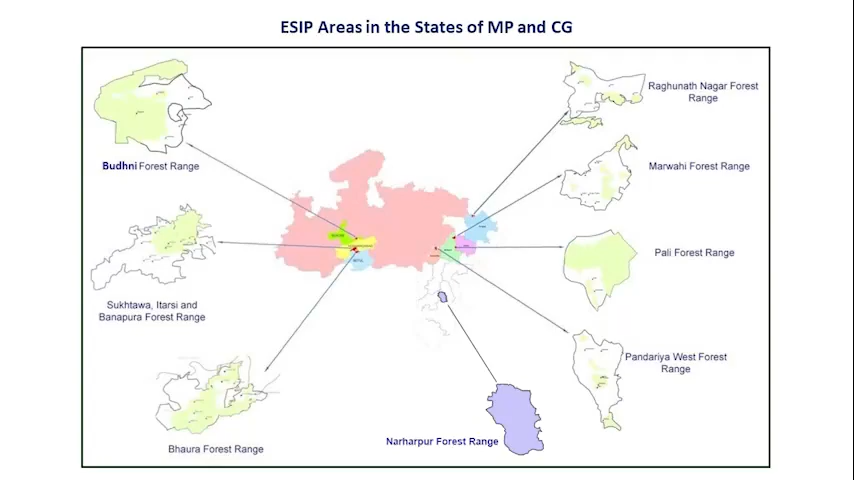 ESIP Areas in the States of MP and CG
Raghunath Nagar Forest
Range
Budhni Forest Range
Marwahi Forest Range
Pali Forest Range
Sukhtawa, Itarsi and
Banapura Forest Range
Pandariya West Forest
Range
Narharpur Forest Range
Bhaura Forest Range